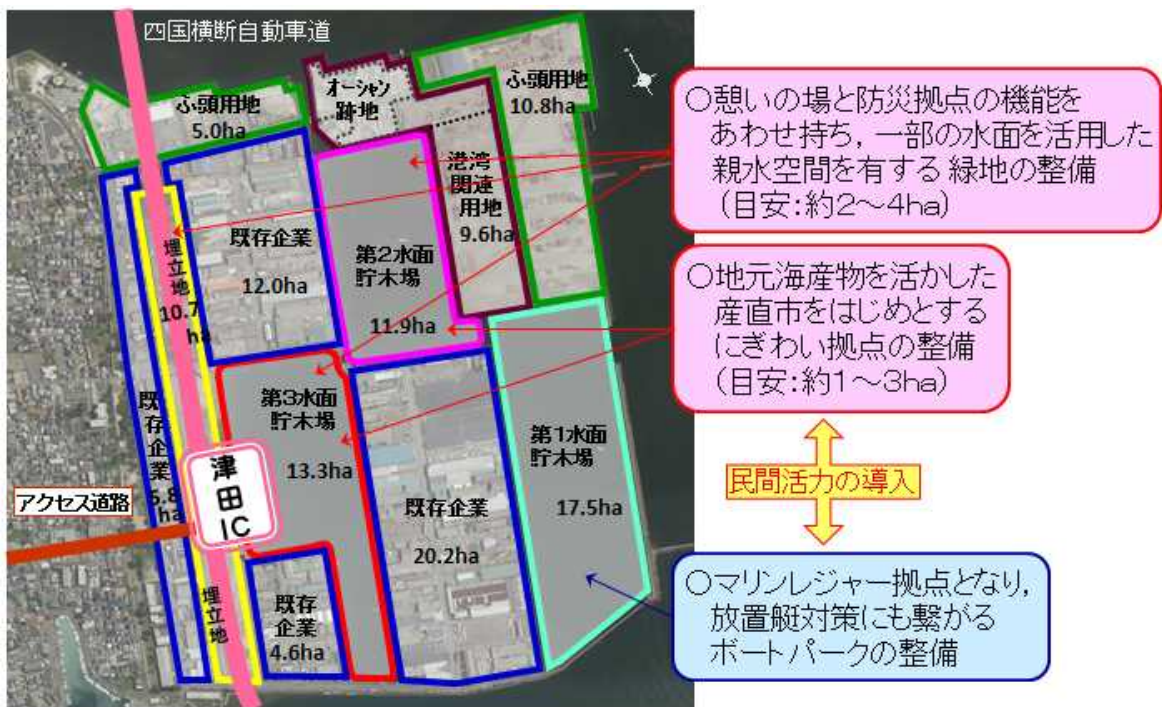 四国横断自動車道
ふ頭用地
5.0ha
オーシャン
跡地
ふ頭用地
10.8ha
港湾
関連
用地
9.6ha
既存企業
12.0ha
第2水面
貯木場
11.9ha
埋立地
10.7
ha
既存企業
5.8
ha
第3水面
貯木場
13.3ha
第1水面
貯木場
17.5ha
既存企業
20.2ha
津田IC
アクセス道路
既存
企業
4.6ha
埋立地
○憩いの場と防災拠点の機能を
あわせ持ち，一部の水面を活用した
親水空間を有する緑地の整備
（目安:約2～4ha）
○地元海産物を活かした
産直市をはじめとする
にぎわい拠点の整備
（目安:約1～3ha）
民間活力の導入
○マリンレジャー拠点となり，
放置艇対策にも繋がる
ボートパークの整備